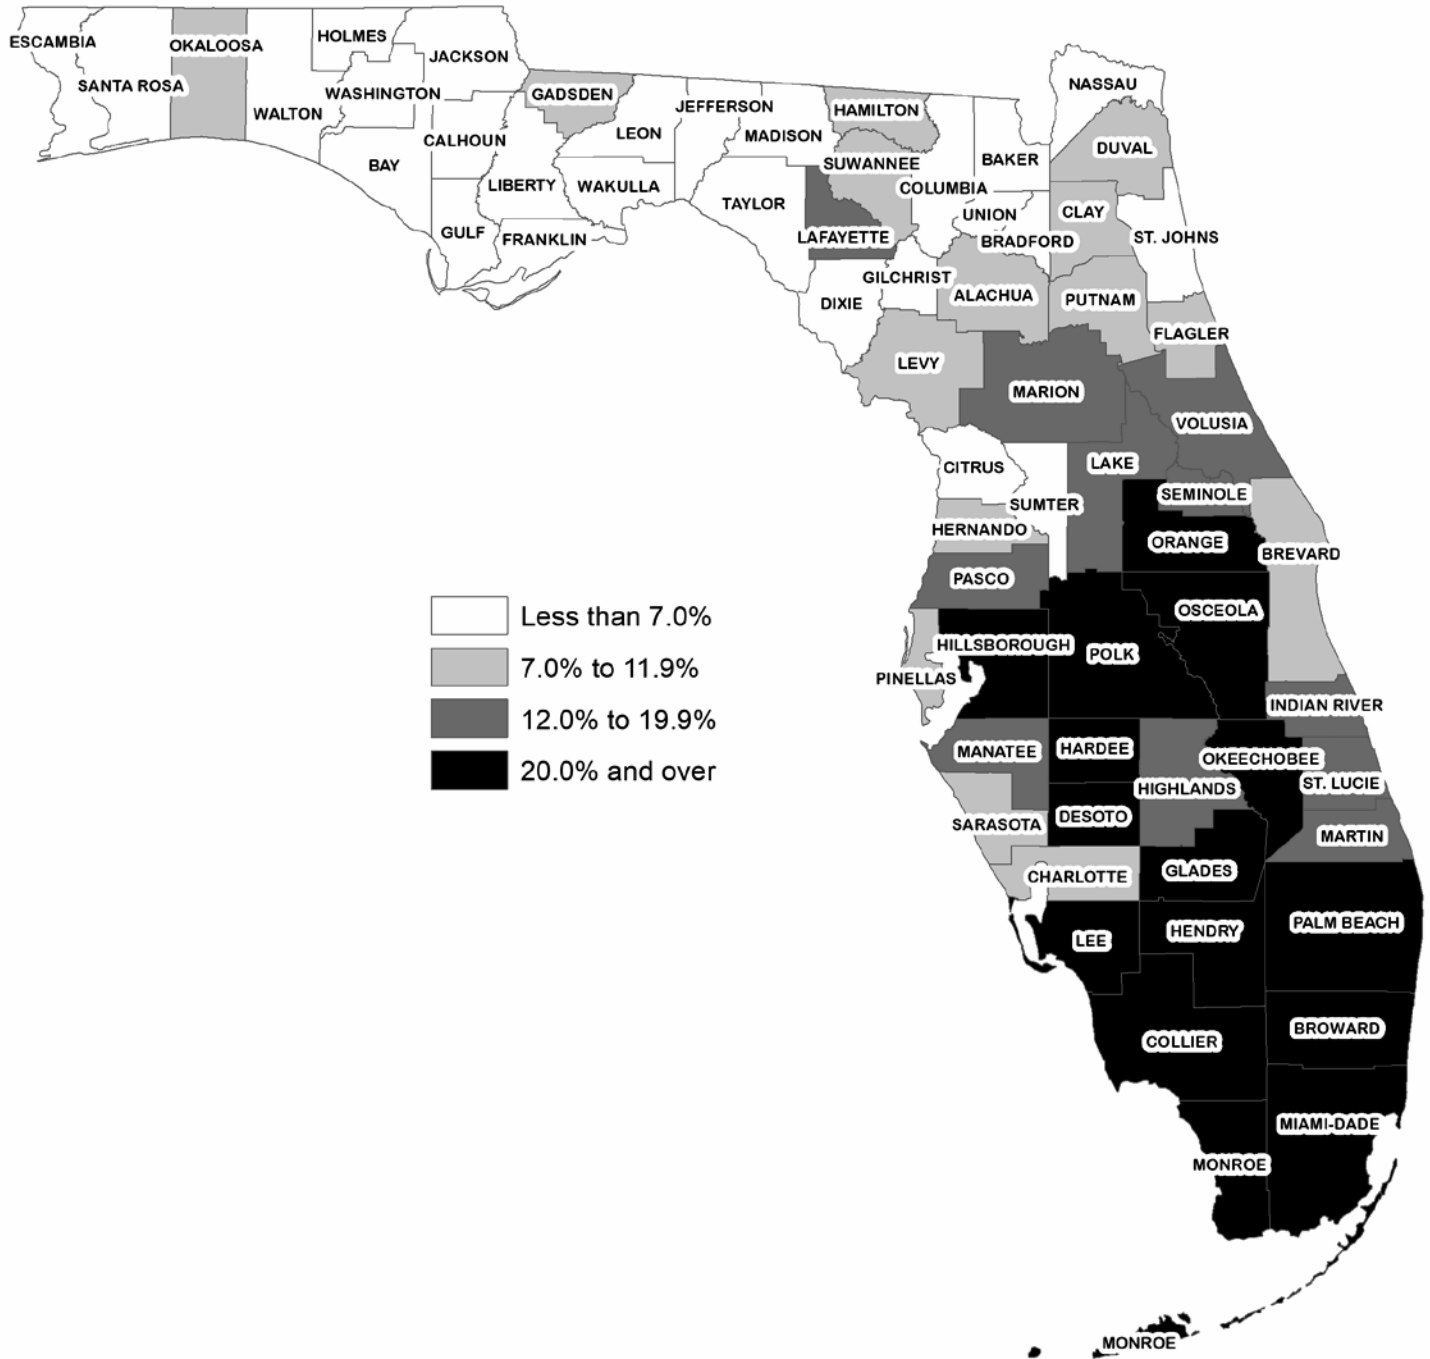 ESCAMBIA
OKALOOSA
HOLMES
JACKSON
SANTA ROSA
WALTON
WASHINGTON
GADSDEN
BAY
CALHOUN
LIBERTY
LEON
JEFFERSON
MADISON
HAMILTON
NASSAU
DUVAL
WAKULLA
GULF
FRANKLIN
TAYLOR
SUWANNEE
COLUMBIA
BAKER
UNION
BRADFORD
CLAY
ST. JOHNS
LAFAYETTE
DIXIE
GILCHRIST
ALACHUA
PUTNAM
FLAGLER
LEVY
MARION
VOLUSIA
CITRUS
LAKE
SUMTER
SEMINOLE
HERNANDO
ORANGE
BREVARD
PASCO
OSCEOLA
HILLSBOROUGH
POLK
PINELLAS
INDIAN RIVER
MANATEE
HARDEE
OKEECHOBEE
HIGHLANDS
ST. LUCIE
SARASOTA
DESOTO
MARTIN
CHARLOTTE
GLADES
LEE
HENDRY
PALM BEACH
COLLIER
BROWARD
MIAMI-DADE
MONROE
MONROE
Less than 7.0%
7.0% to 11.9%
12.0% to 19.9%
20.0% and over